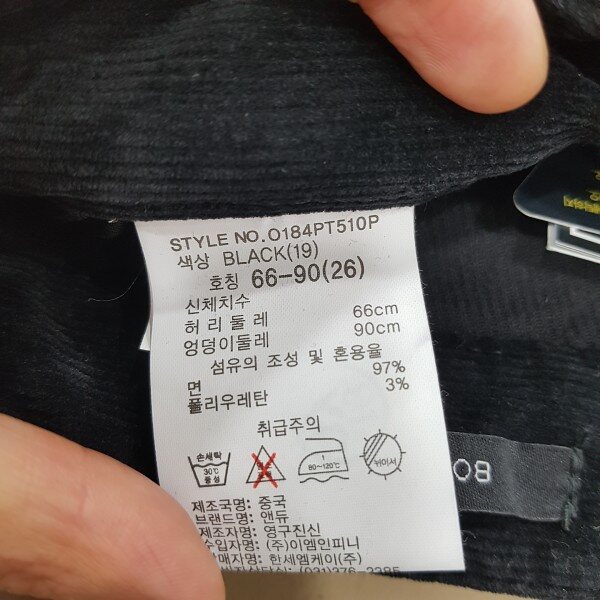 STYLE NO.O184PT510P
색상 BLACK(19)
호칭 66-90(26)
신체치수
허 리 둘 레 66cm
엉덩이둘레 90cm
섬유의 조성 및 혼용율
면 97%
폴리우레탄 3%
취급주의
손세탁
30℃
중성
80~120℃
뉘어서
제조국명: 중국
브랜드명: 앤듀
제조자명: 영구진신
수입자명: (주)이엠인피니
판매자명: 한세엠케이(주)
BO